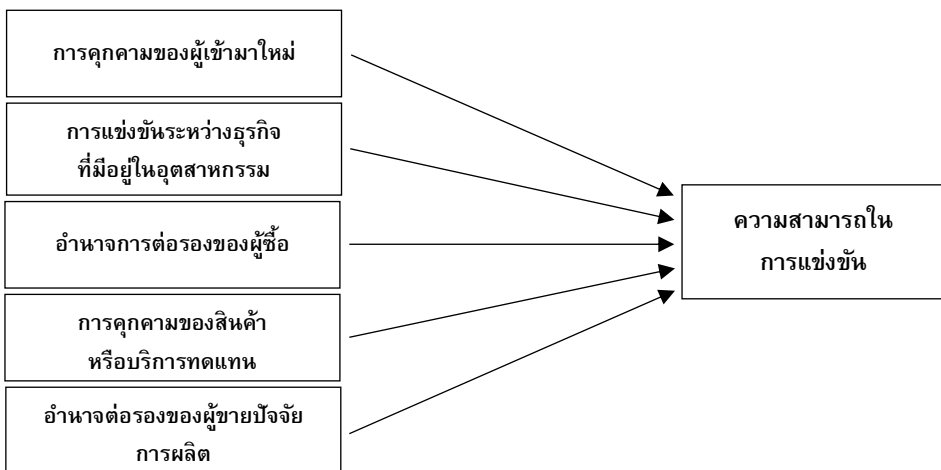 การคุกคามของผู้เข้ามาใหม่
การแข่งขันระหว่างธุรกิจ
ที่มีอยู่ในอุตสาหกรรม
อำนาจการต่อรองของผู้ซื้อ
การคุกคามของสินค้า
หรือบริการทดแทน
อำนาจต่อรองของผู้ขายปัจจัย
การผลิต
ความสามารถใน
การแข่งขัน